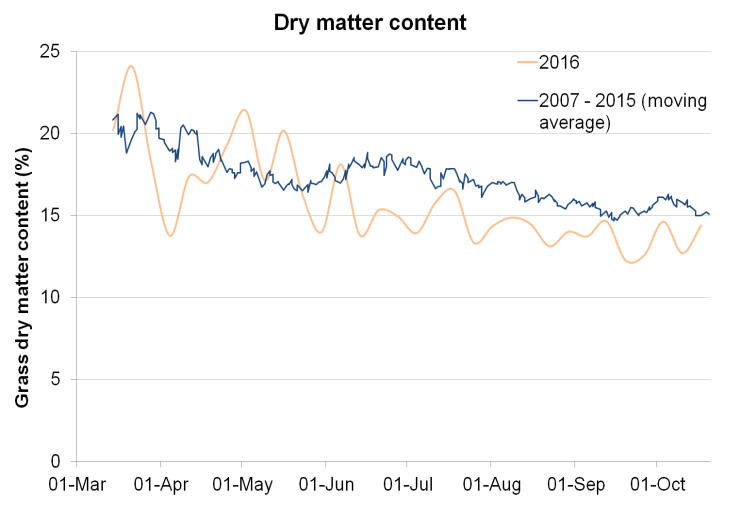 Dry matter content
25
20
15
10
5
0
Grass dry matter content (%)
2016
2007 - 2015 (moving
average)
01-Mar 01-Apr 01-May 01-Jun 01-Jul 01-Aug 01-Sep 01-Oct